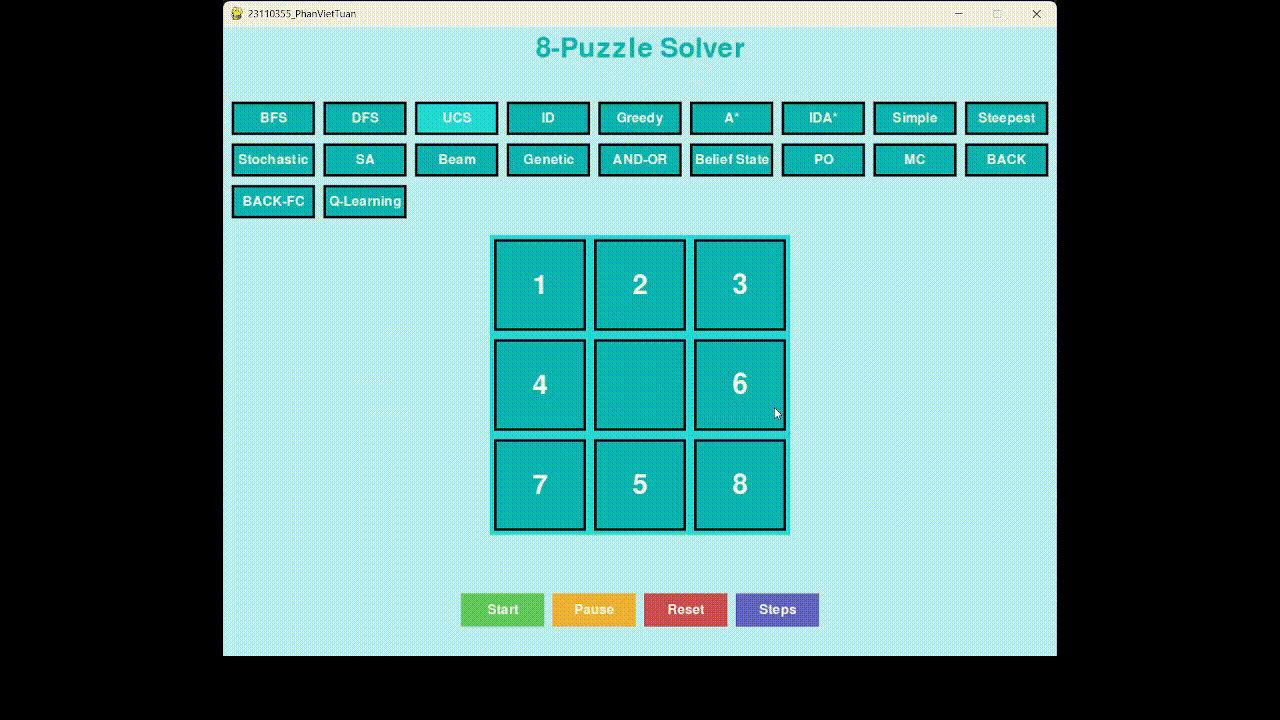 23110355_PhanVietTuan
8-Puzzle Solver
BFS DFS UCS ID Greedy A* IDA* Simple Steepest
Stochastic SA Beam Genetic AND-OR Belief State PO MC BACK
BACK-FC Q-Learning
1 2 3
4 6
7 5 8
Start Pause Reset Steps